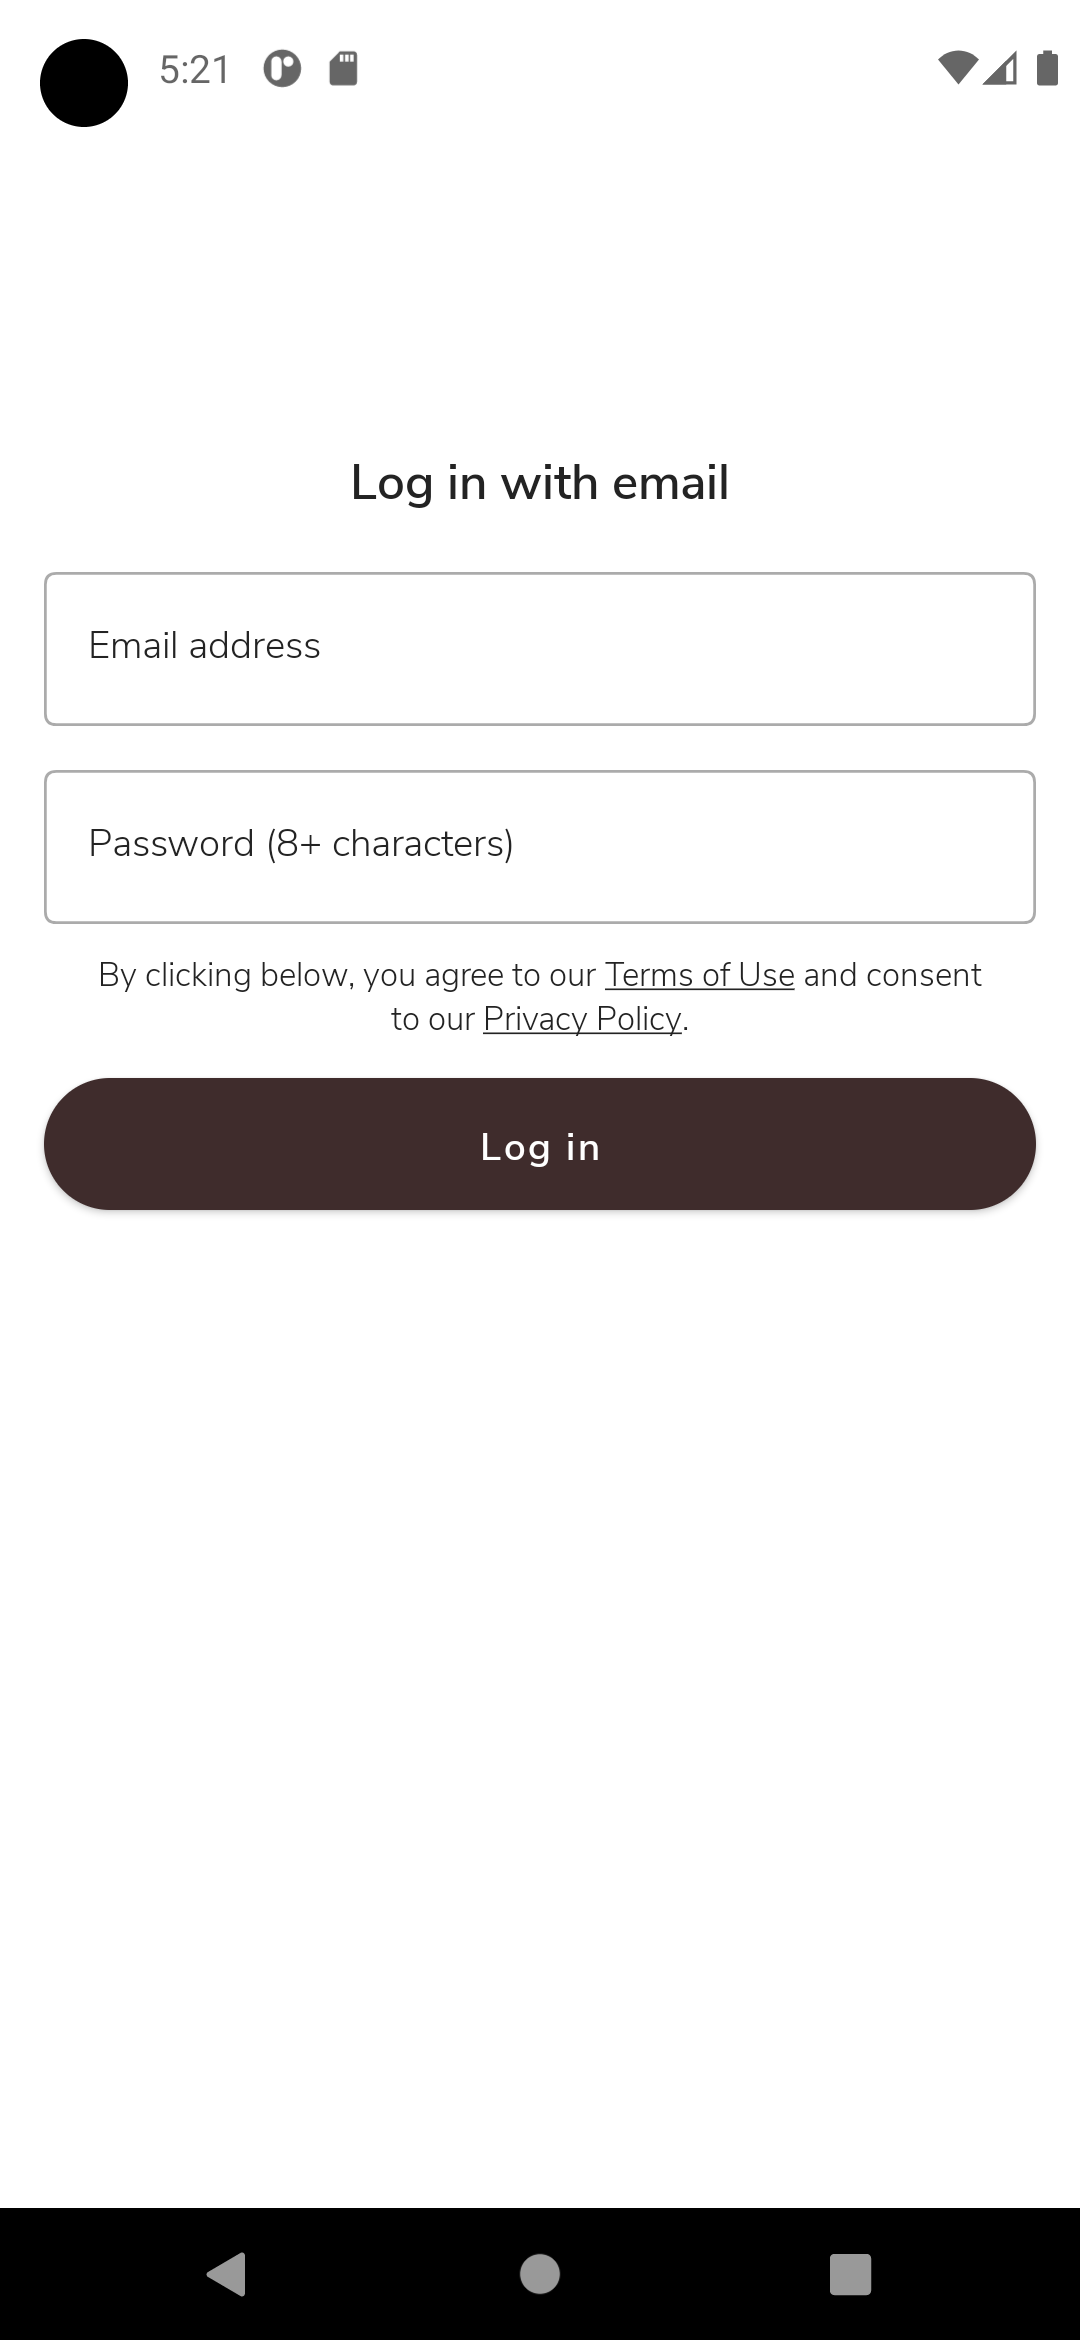 5:21
Log in with email
Email address
Password (8+ characters)
By clicking below, you agree to our Terms of Use and consent
to our Privacy Policy.
Log in